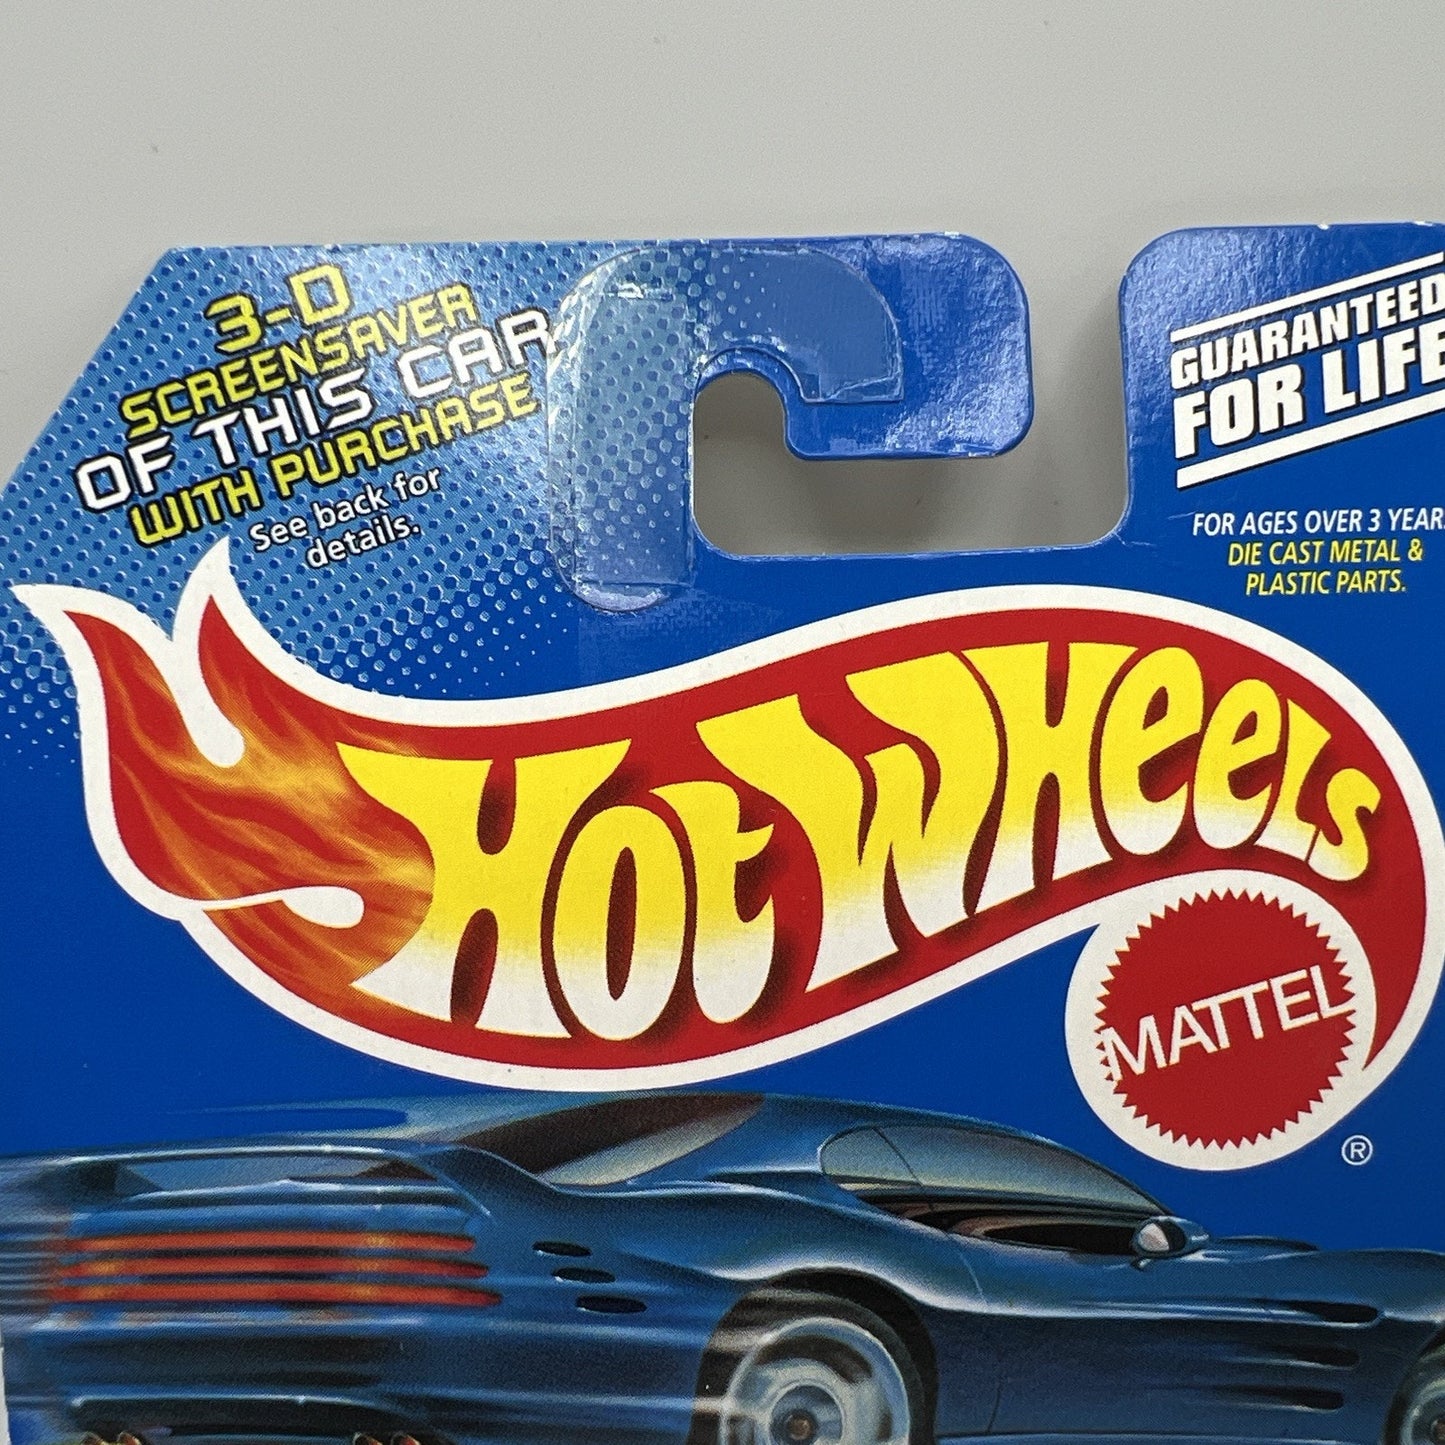 3-D
SCREENSAVER
OF THIS CAR
WITH PURCHASE
See back for
details.
GUARANTEED
FOR LIFE
FOR AGES OVER 3 YEARS
DIE CAST METAL &
PLASTIC PARTS.
HOT WHEELS
MATTEL
®